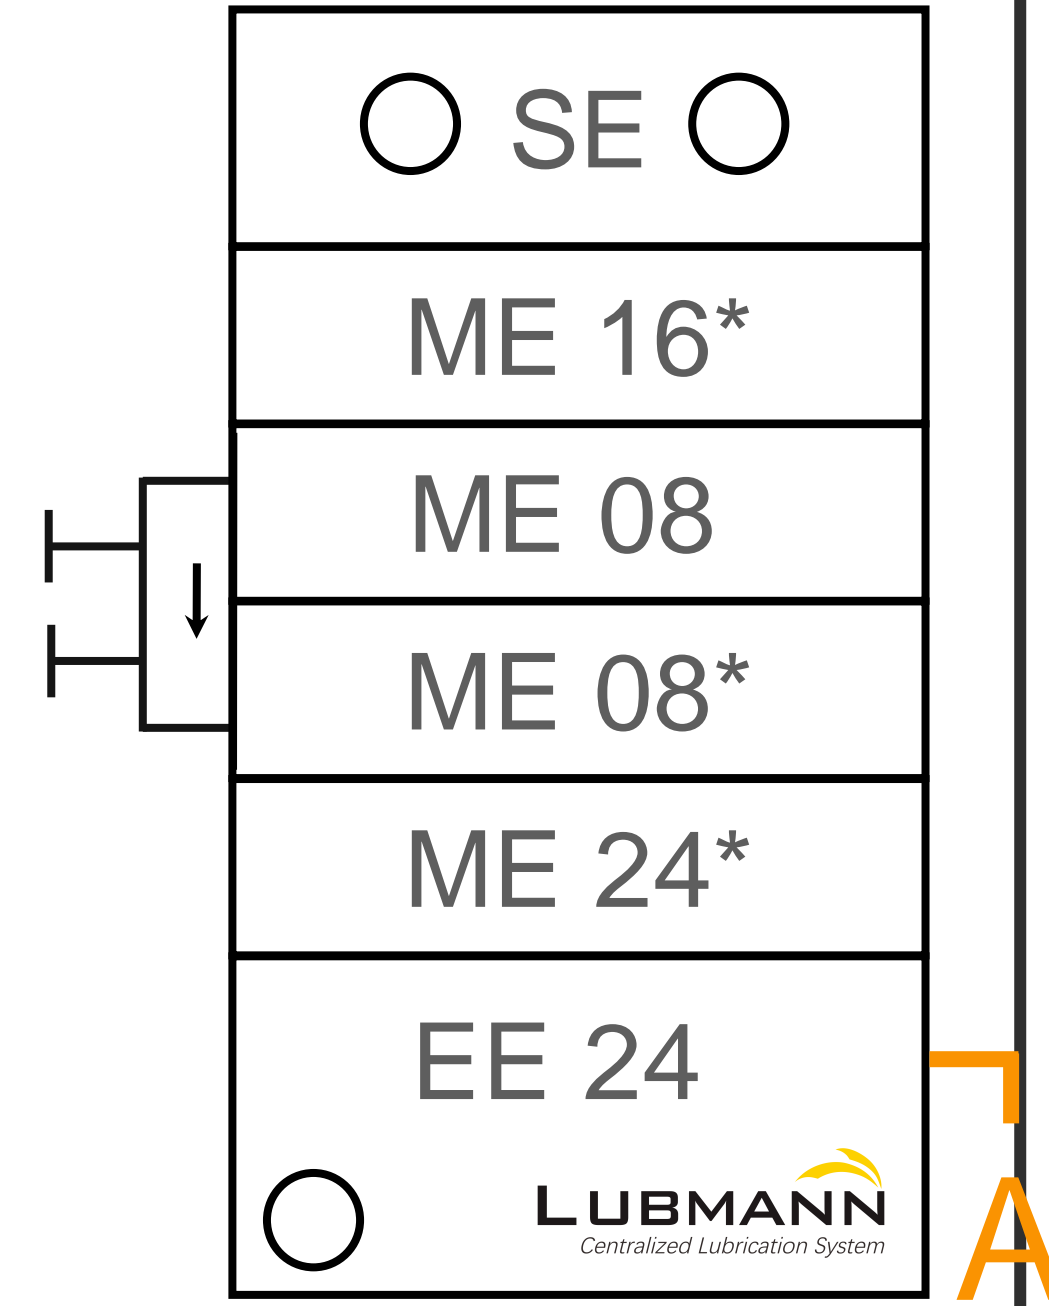 SE
ME 16*
ME 08
ME 08*
ME 24*
EE 24
LUBMANN
Centralized Lubrication System
A